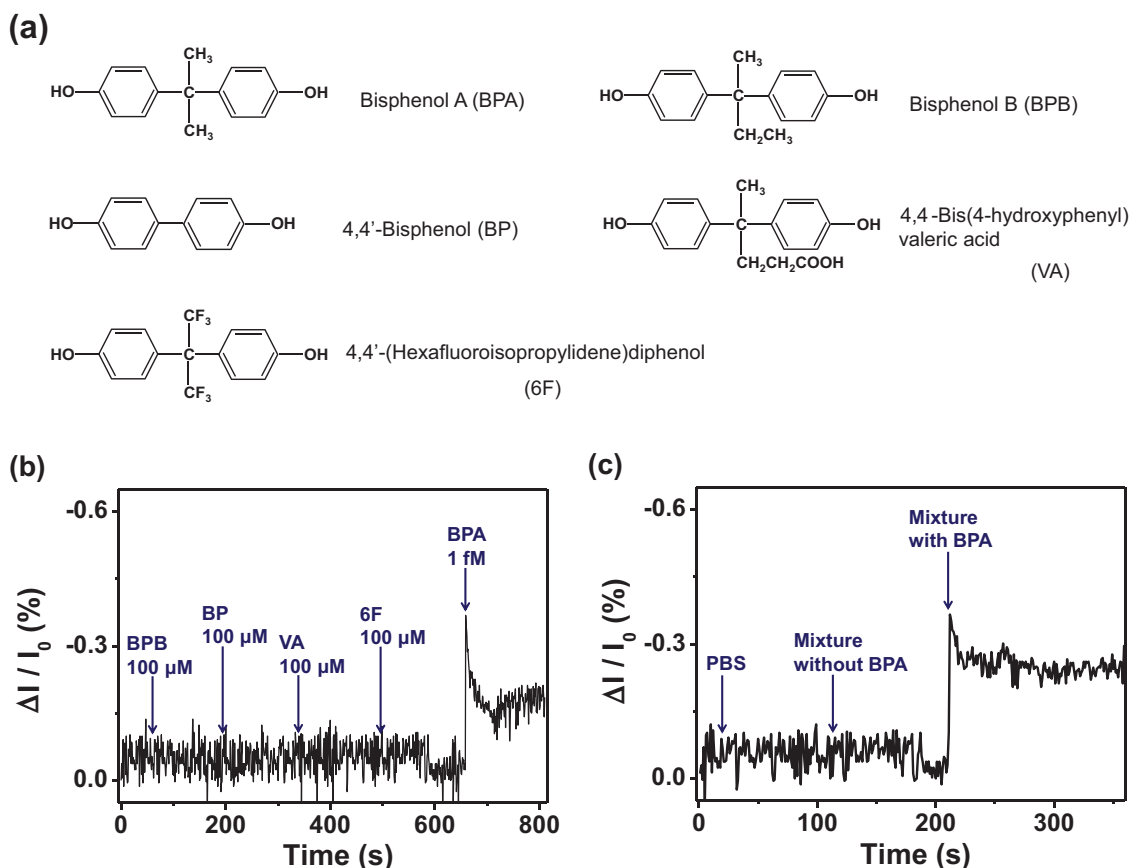 (a)
CH3
HO
C
OH
CH3
Bisphenol A (BPA)
CH3
HO
C
OH
CH2CH3
Bisphenol B (BPB)
HO
OH
4,4'-Bisphenol (BP)
CH3
HO
C
OH
CH2CH2COOH
4,4-Bis(4-hydroxyphenyl)
valeric acid
(VA)
CF3
HO
C
OH
CF3
4,4'-(Hexafluoroisopropylidene)diphenol
(6F)
(b)
-0.6
-0.3
0.0
ΔI / I0 (%)
BPB
100 μM
BP
100 μM
VA
100 μM
6F
100 μM
BPA
1 fM
0 200 400 600 800
Time (s)
(c)
-0.6
-0.3
0.0
ΔI / I0 (%)
PBS
Mixture
without BPA
Mixture
with BPA
0 100 200 300
Time (s)